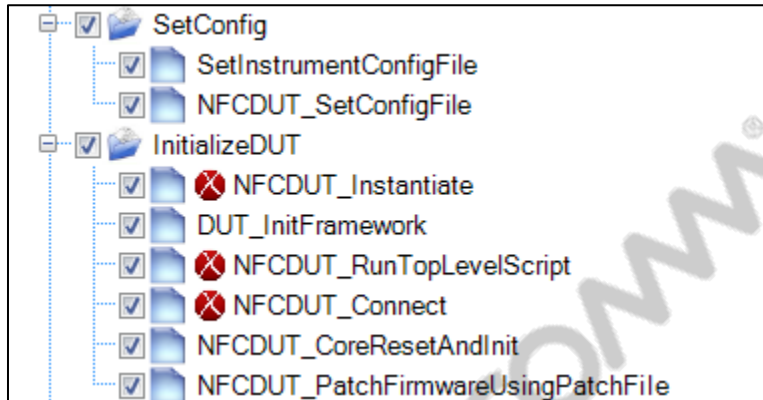 SetConfig
SetInstrumentConfigFile
NFCDUT_SetConfigFile
InitializeDUT
NFCDUT_Instantiate
DUT_InitFramework
NFCDUT_RunTopLevelScript
NFCDUT_Connect
NFCDUT_CoreResetAndInit
NFCDUT_PatchFirmwareUsingPatchFile